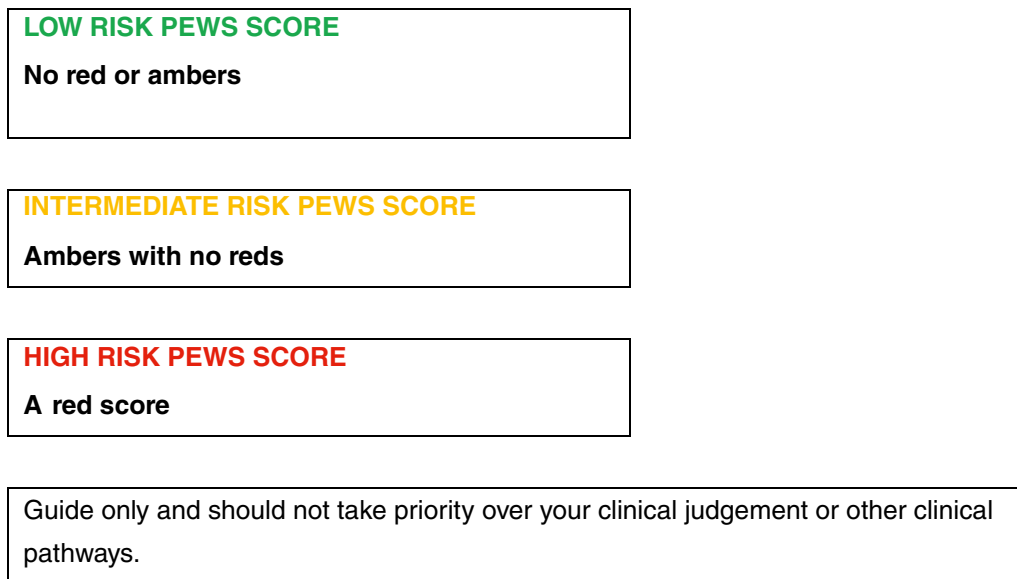 LOW RISK PEWS SCORE
No red or ambers
INTERMEDIATE RISK PEWS SCORE
Ambers with no reds
HIGH RISK PEWS SCORE
A red score
Guide only and should not take priority over your clinical judgement or other clinical
pathways.